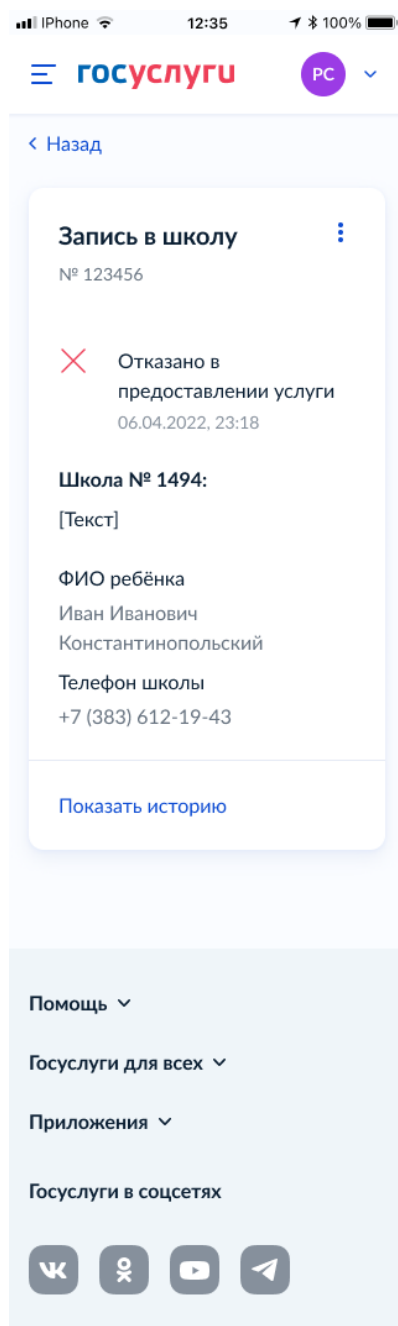 iPhone 12:35 100%
госуслуги РС
Назад
Запись в школу
№ 123456
Отказано в
предоставлении услуги
06.04.2022, 23:18
Школа № 1494:
[Текст]
ФИО ребёнка
Иван Иванович
Константинопольский
Телефон школы
+7 (383) 612-19-43
Показать историю
Помощь
Госуслуги для всех
Приложения
Госуслуги в соцсетях